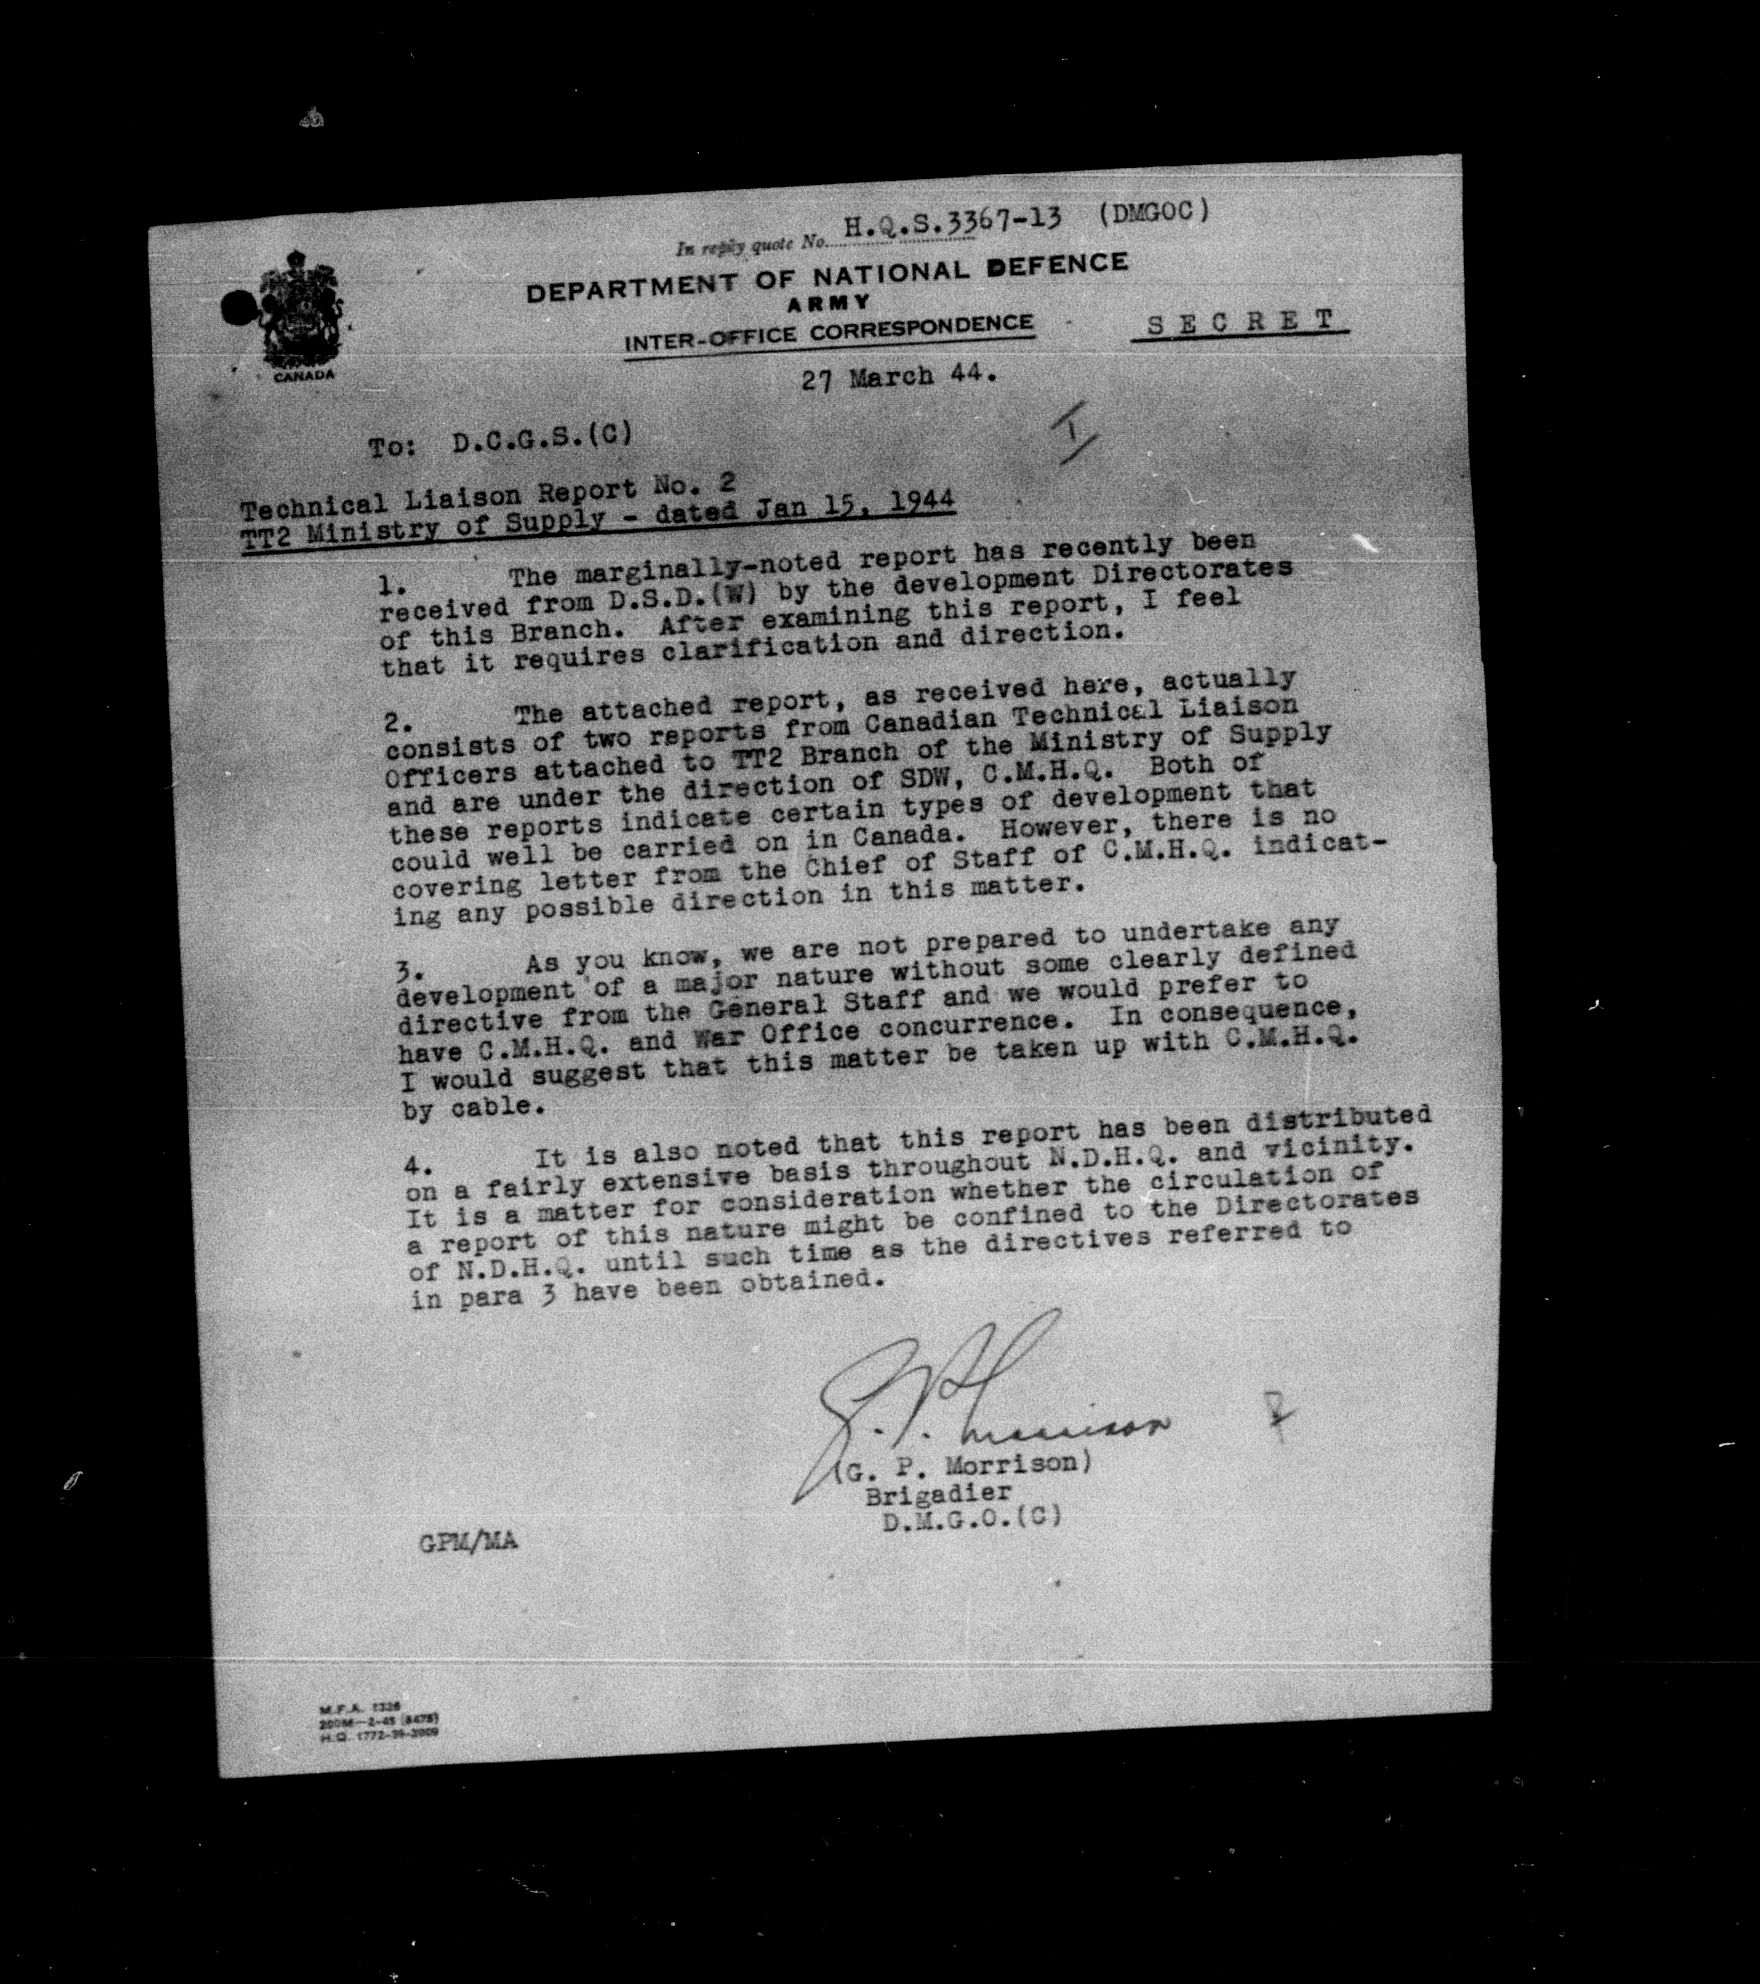 In reply quote No. H.Q.S.3367-13 (DMGOC)
DEPARTMENT OF NATIONAL DEFENCE
ARMY
INTER-OFFICE CORRESPONDENCE
SECRET
CANADA
27 March 44.
I
To: D.C.G.S.(C)
Technical Liaison Report No. 2
TT2 Ministry of Supply - dated Jan 15, 1944
1. The marginally-noted report has recently been
received from D.S.D.(W) by the development Directorates
of this Branch. After examining this report, I feel
that it requires clarification and direction.
2. The attached report, as received here, actually
consists of two reports from Canadian Technical Liaison
Officers attached to TT2 Branch of the Ministry of Supply
and are under the direction of SDW, C.M.H.Q. Both of
these reports indicate certain types of development that
could well be carried on in Canada. However, there is no
covering letter from the Chief of Staff of C.M.H.Q. indicat-
ing any possible direction in this matter.
3. As you know, we are not prepared to undertake any
development of a major nature without some clearly defined
directive from the General Staff and we would prefer to
have C.M.H.Q. and War Office concurrence. In consequence,
I would suggest that this matter be taken up with C.M.H.Q.
by cable.
4. It is also noted that this report has been distributed
on a fairly extensive basis throughout N.D.H.Q. and vicinity.
It is a matter for consideration whether the circulation of
a report of this nature might be confined to the Directorates
of N.D.H.Q. until such time as the directives referred to
in para 3 have been obtained.
G. P. Morrison
(G. P. Morrison)
Brigadier
D.M.G.O.(C)
GPM/MA
M.F.A. 1326
200M-2-43 (8475)
H.Q. 1772-39-3909